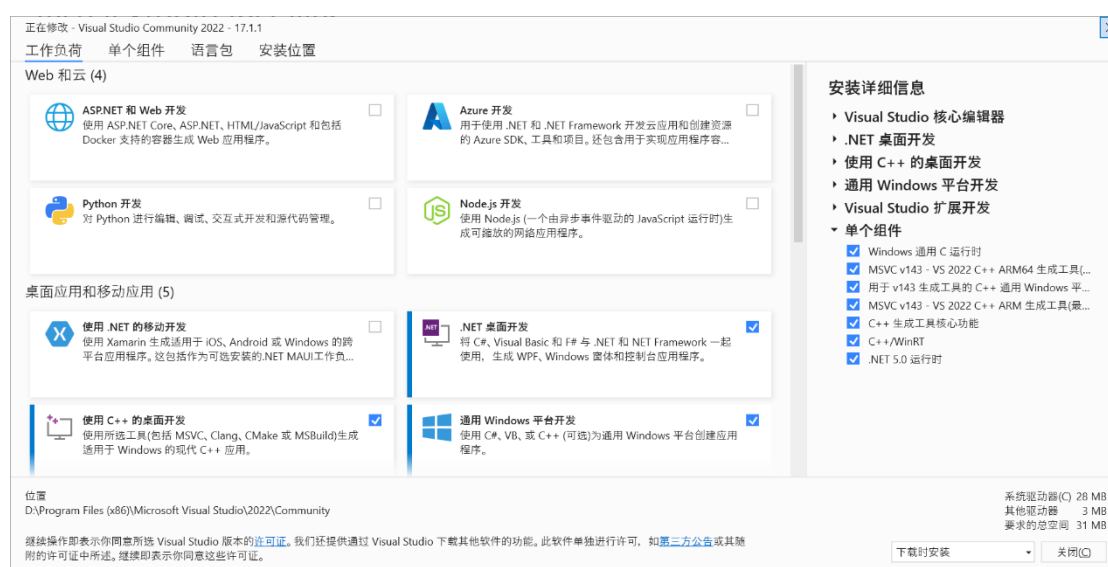 正在修改 - Visual Studio Community 2022 - 17.1.1
工作负荷 单个组件 语言包 安装位置
Web 和云 (4)
ASP.NET 和 Web 开发
使用 ASP.NET Core、ASP.NET、HTML/JavaScript 和包括
Docker 支持的容器生成 Web 应用程序。
Azure 开发
用于使用 .NET 和 .NET Framework 开发云应用和创建资源
的 Azure SDK、工具和项目。还包含用于实现应用程序容...
Python 开发
对 Python 进行编辑、调试、交互式开发和源代码管理。
Node.js 开发
使用 Node.js (一个由异步事件驱动的 JavaScript 运行时)生
成可缩放的网络应用程序。
桌面应用和移动应用 (5)
使用 .NET 的移动开发
使用 Xamarin 生成适用于 iOS、Android 或 Windows 的跨
平台应用程序。这包括作为可选安装的.NET MAUI工作负...
.NET
.NET 桌面开发
将 C#、Visual Basic 和 F# 与 .NET 和 NET Framework 一起
使用，生成 WPF、Windows 窗体和控制台应用程序。
使用 C++ 的桌面开发
使用所选工具(包括 MSVC、Clang、CMake 或 MSBuild)生成
适用于 Windows 的现代 C++ 应用。
通用 Windows 平台开发
使用 C#、VB、或 C++ (可选)为通用 Windows 平台创建应用
程序。
安装详细信息
Visual Studio 核心编辑器
.NET 桌面开发
使用 C++ 的桌面开发
通用 Windows 平台开发
Visual Studio 扩展开发
单个组件
Windows 通用 C 运行时
MSVC v143 - VS 2022 C++ ARM64 生成工具(...
用于 v143 生成工具的 C++ 通用 Windows 平...
MSVC v143 - VS 2022 C++ ARM 生成工具(最...
C++ 生成工具核心功能
C++/WinRT
.NET 5.0 运行时
位置
D:\Program Files (x86)\Microsoft Visual Studio\2022\Community
继续操作即表示你同意所选 Visual Studio 版本的许可证。我们还提供通过 Visual Studio 下载其他软件的功能。此软件单独进行许可，如第三方公告或其随
附的许可证中所述。继续即表示你同意这些许可证。
系统驱动器(C) 28 MB
其他驱动器 3 MB
要求的总空间 31 MB
下载时安装
关闭(C)